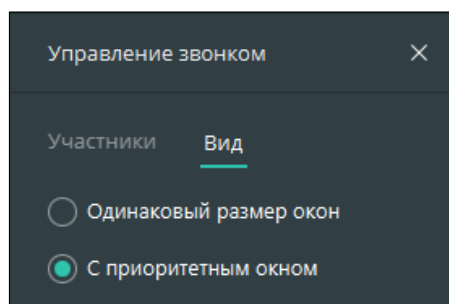 Управление звонком
Участники Вид
Одинаковый размер окон
С приоритетным окном